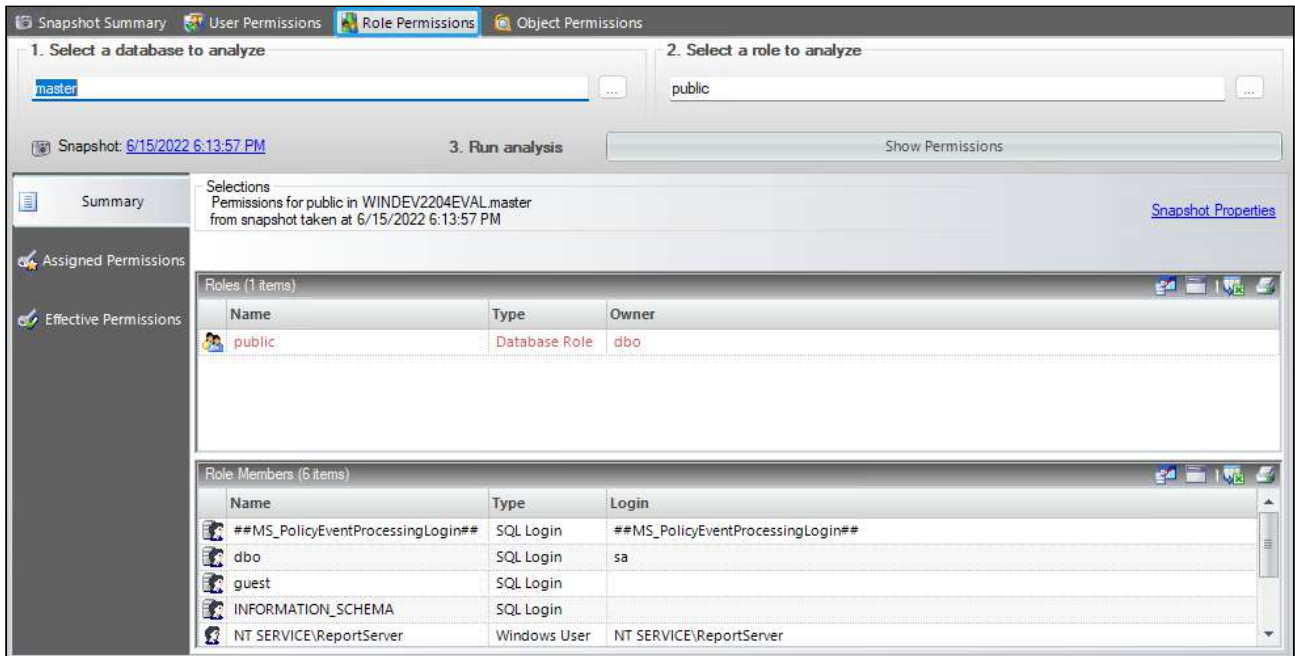 Snapshot Summary User Permissions Role Permissions Object Permissions
1. Select a database to analyze 2. Select a role to analyze
master ... public ...
Snapshot: 6/15/2022 6:13:57 PM 3. Run analysis Show Permissions
Summary
Assigned Permissions
Effective Permissions
Selections
Permissions for public in WINDEV2204EVAL.master
from snapshot taken at 6/15/2022 6:13:57 PM
Snapshot Properties
Roles (1 items)
Name Type Owner
public Database Role dbo
Role Members (6 items)
Name Type Login
##MS_PolicyEventProcessingLogin## SQL Login ##MS_PolicyEventProcessingLogin##
dbo SQL Login sa
guest SQL Login
INFORMATION_SCHEMA SQL Login
NT SERVICE\ReportServer Windows User NT SERVICE\ReportServer